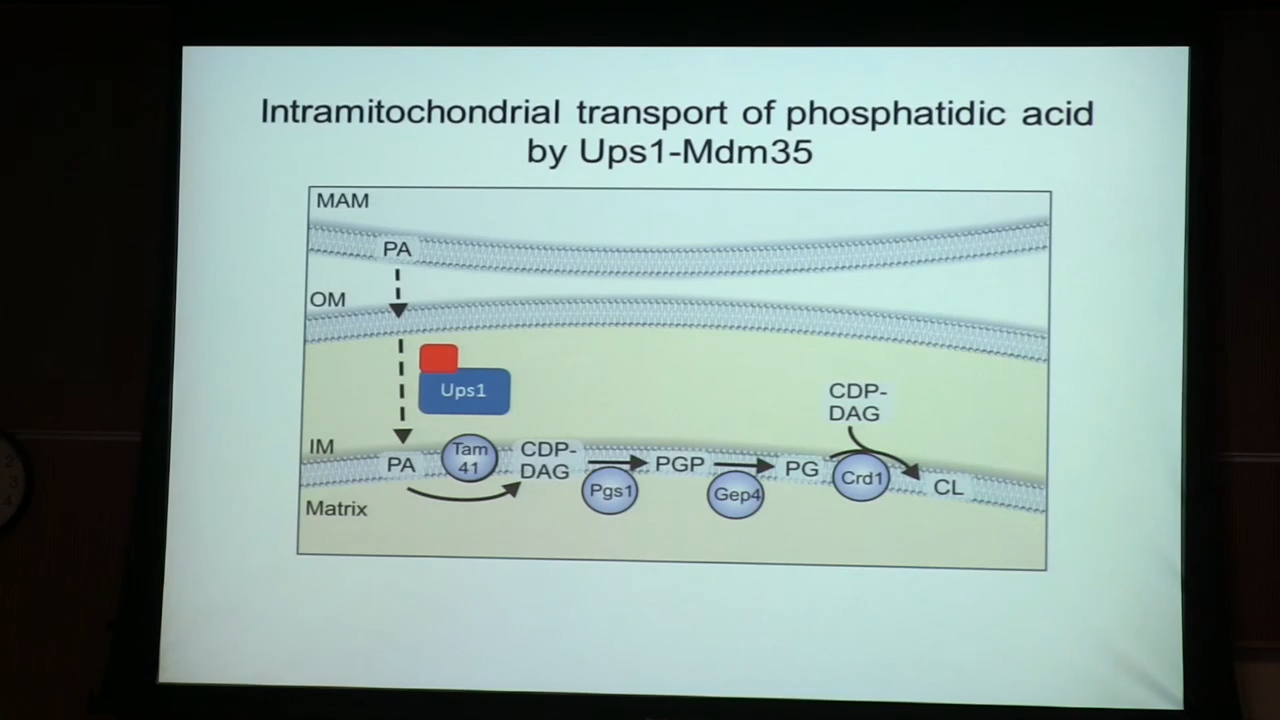 Intramitochondrial transport of phosphatidic acid
by Ups1-Mdm35
MAM
PA
OM
Ups1
CDP-
DAG
IM
PA
Tam
41
CDP-
DAG
Pgs1
PGP
Gep4
PG
Crd1
CL
Matrix